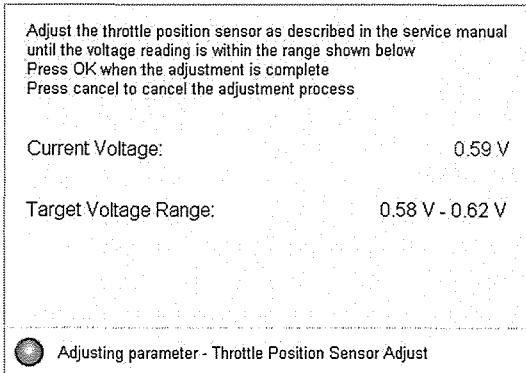 Adjust the throttle position sensor as described in the service manual
until the voltage reading is within the range shown below
Press OK when the adjustment is complete
Press cancel to cancel the adjustment process
Current Voltage: 0.59 V
Target Voltage Range: 0.58 V - 0.62 V
Adjusting parameter - Throttle Position Sensor Adjust